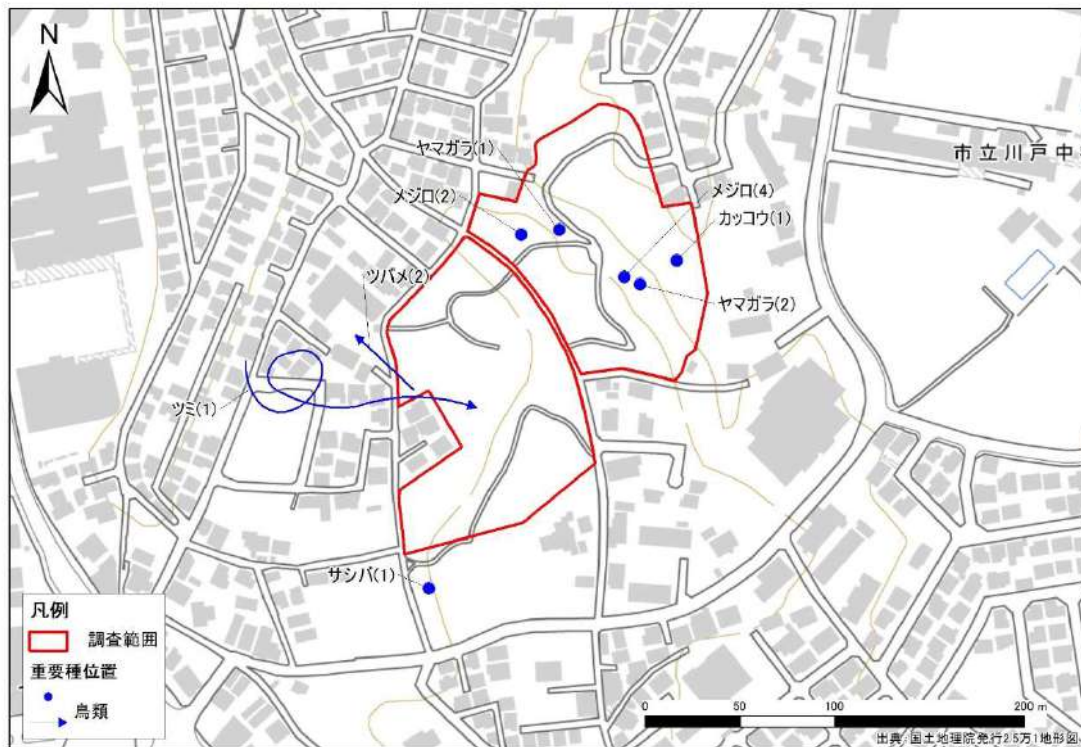 N
ヤマガラ(1)
市立川戸中
メジロ(2)
メジロ(4)
カッコウ(1)
ツバメ(2)
ヤマガラ(2)
ツミ(1)
サシバ(1)
凡例
調査範囲
重要種位置
鳥類
0 50 100 200 m
出典:国土地理院発行2.5万1地形図